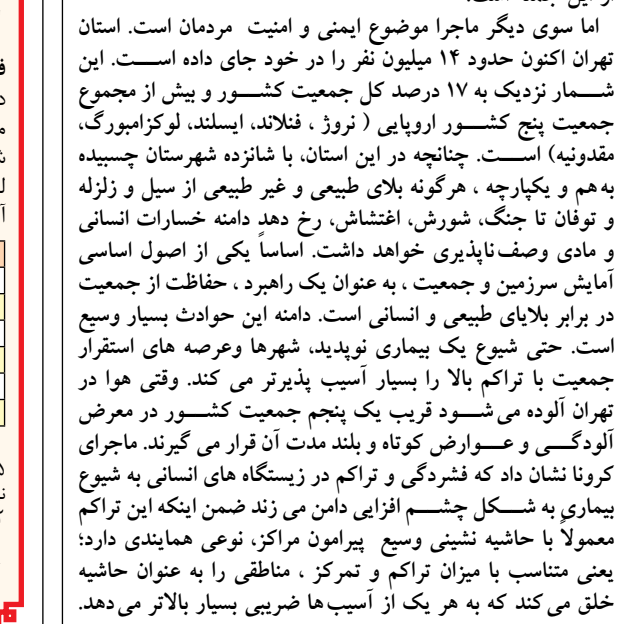 اما سوی دیگر ماجرا موضوع ایمنی و امنیت مردمان است. استان
تهران اکنون حدود ۱۴ میلیون نفر را در خود جای داده است. این
شمار نزدیک به ۱۷ درصد کل جمعیت کشور و بیش از مجموع
جمعیت پنج کشور اروپایی ( نروژ ، فنلاند، ایسلند، لوکزامبورگ،
مقدونیه) است. چنانچه در این استان، با شانزده شهرستان چسبیده
به‌هم و یکپارچه ، هرگونه بلای طبیعی و غیر طبیعی از سیل و زلزله
و توفان تا جنگ، شورش، اغتشاش، رخ دهد دامنه خسارات انسانی
و مادی وصف‌ناپذیری خواهد داشت. اساساً یکی از اصول اساسی
آمایش سرزمین و جمعیت ، به عنوان یک راهبرد ، حفاظت از جمعیت
در برابر بلایای طبیعی و انسانی است. دامنه این حوادث بسیار وسیع
است. حتی شیوع یک بیماری نوپدید، شهرها وعرصه های استقرار
جمعیت با تراکم بالا را بسیار آسیب پذیرتر می کند. وقتی هوا در
تهران آلوده می‌شود قریب یک پنجم جمعیت کشور در معرض
آلودگی و عوارض کوتاه و بلند مدت آن قرار می گیرند. ماجرای
کرونا نشان داد که فشردگی و تراکم در زیستگاه های انسانی به شیوع
بیماری به شکل چشم افزایی دامن می زند ضمن اینکه این تراکم
معمولاً با حاشیه نشینی وسیع پیرامون مراکز، نوعی همایندی دارد؛
یعنی متناسب با میزان تراکم و تمرکز ، مناطقی را به عنوان حاشیه
خلق می‌کند که به هر یک از آسیب‌ها ضریبی بسیار بالاتر می‌دهد.